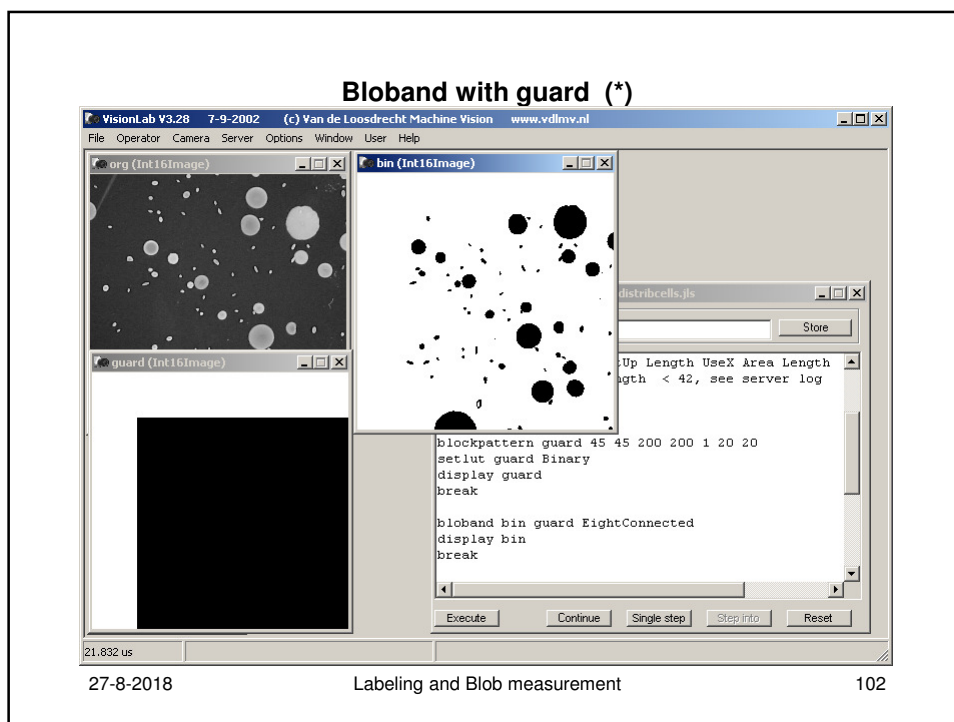 Bloband with guard (*)
VisionLab V3.28 7-9-2002 (c) Van de Loosdrecht Machine Vision www.vdlmv.nl
File Operator Camera Server Options Window User Help
org (Int16Image)
bin (Int16Image)
guard (Int16Image)
distribcells.jls
Store
Up Length UseX Area Length
gth < 42, see server log
blockpattern guard 45 45 200 200 1 20 20
setlut guard Binary
display guard
break
bloband bin guard EightConnected
display bin
break
Execute Continue Single step Step into Reset
21.832 us
27-8-2018 Labeling and Blob measurement 102